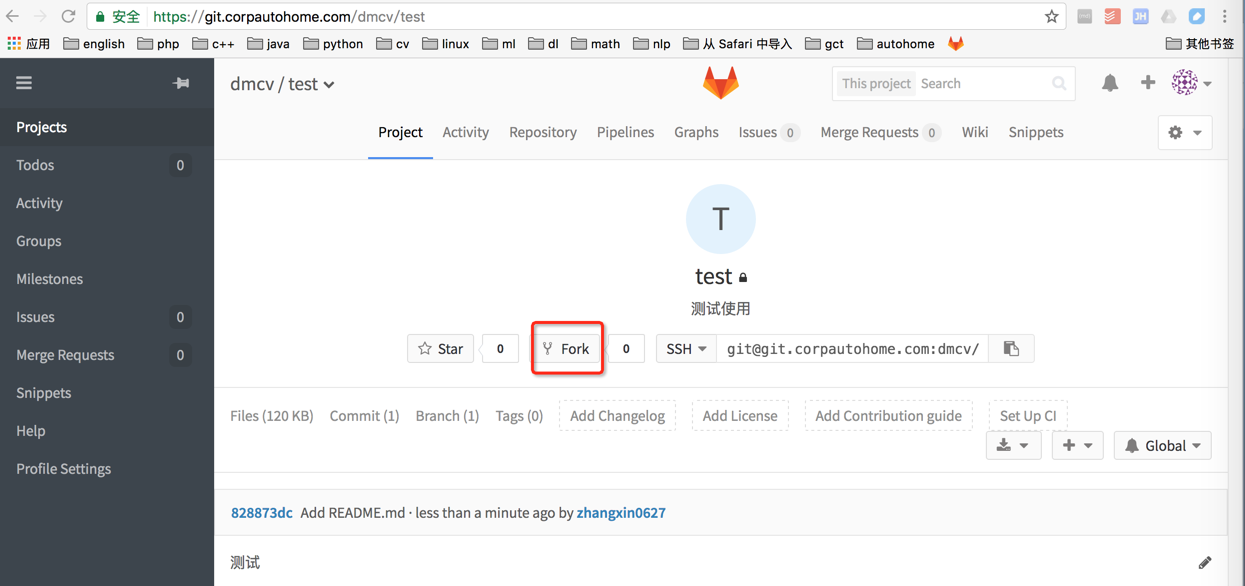 安全 https://git.corpautohome.com/dmcv/test
应用 english php c++ java python cv linux ml dl math nlp 从 Safari 中导入 gct autohome 其他书签
dmcv / test This project Search
Project Activity Repository Pipelines Graphs Issues 0 Merge Requests 0 Wiki Snippets
Projects
Todos 0
Activity
Groups
Milestones
Issues 0
Merge Requests 0
Snippets
Help
Profile Settings
T
test
测试使用
Star 0 Fork 0 SSH git@git.corpautohome.com:dmcv/
Files (120 KB) Commit (1) Branch (1) Tags (0) Add Changelog Add License Add Contribution guide Set Up CI
Global
828873dc Add README.md · less than a minute ago by zhangxin0627
测试